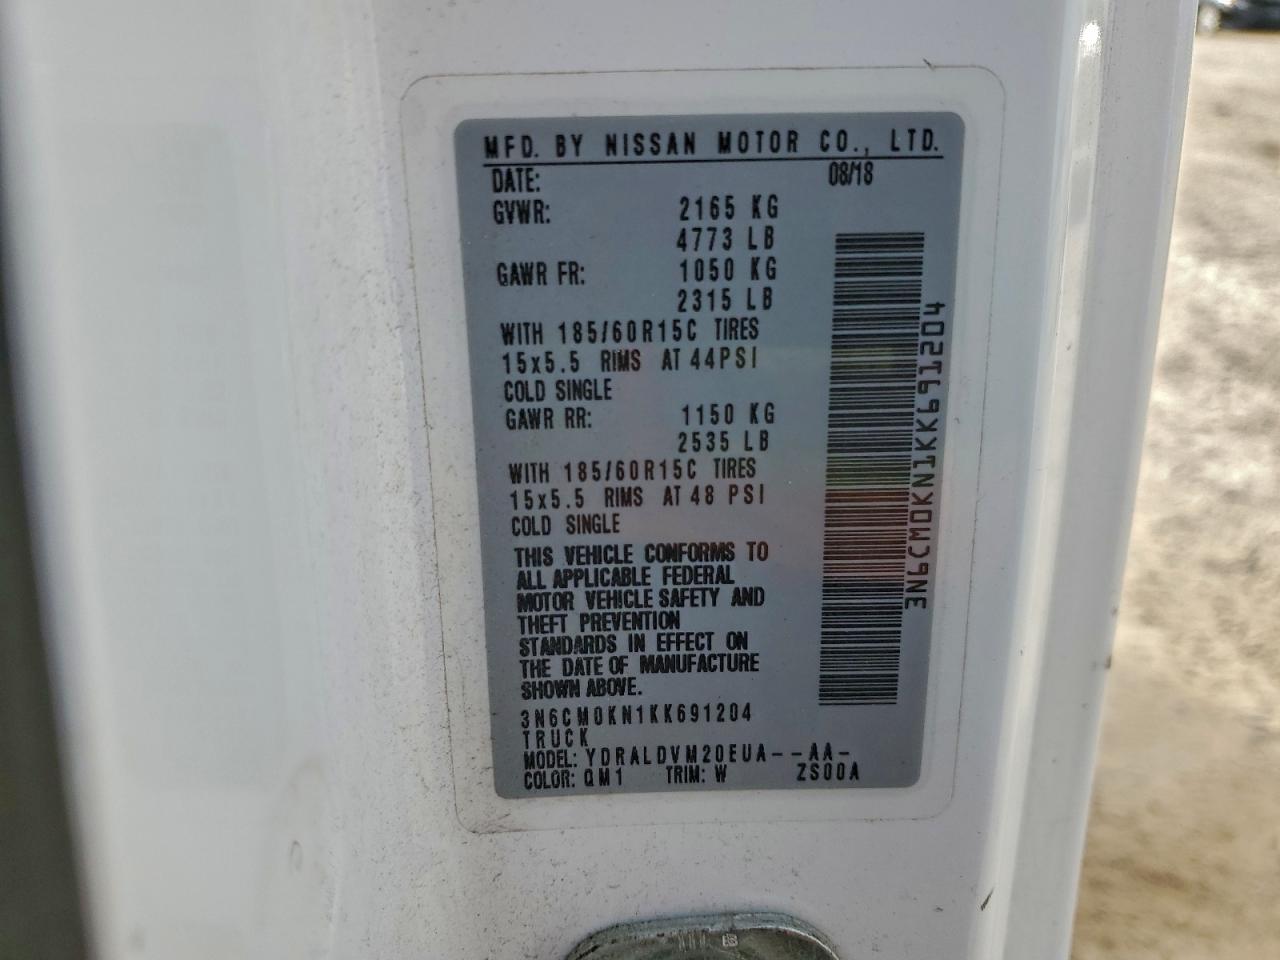 MFD. BY NISSAN MOTOR CO., LTD.
DATE: 08/18
GVWR: 2165 KG
4773 LB
GAWR FR: 1050 KG
2315 LB
WITH 185/60R15C TIRES
15x5.5 RIMS AT 44PSI
COLD SINGLE
GAWR RR: 1150 KG
2535 LB
WITH 185/60R15C TIRES
15x5.5 RIMS AT 48 PSI
COLD SINGLE
THIS VEHICLE CONFORMS TO
ALL APPLICABLE FEDERAL
MOTOR VEHICLE SAFETY AND
THEFT PREVENTION
STANDARDS IN EFFECT ON
THE DATE OF MANUFACTURE
SHOWN ABOVE.
3N6CM0KN1KK691204
TRUCK
MODEL: YDRALDVM20EUA--AA-
COLOR: QM1 TRIM: W ZS00A
3N6CM0KN1KK691204